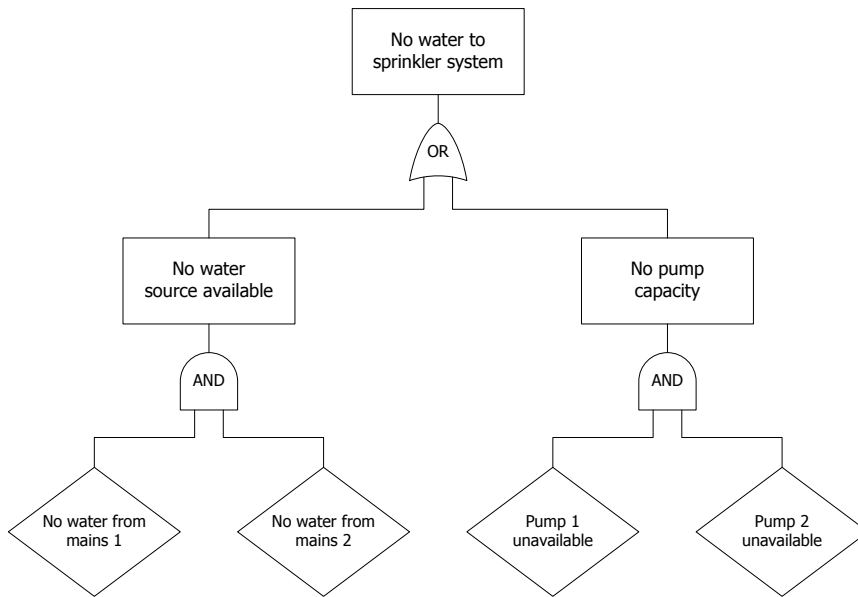 No water to
sprinkler system
OR
No water
source available
No pump
capacity
AND
AND
No water from
mains 1
No water from
mains 2
Pump 1
unavailable
Pump 2
unavailable